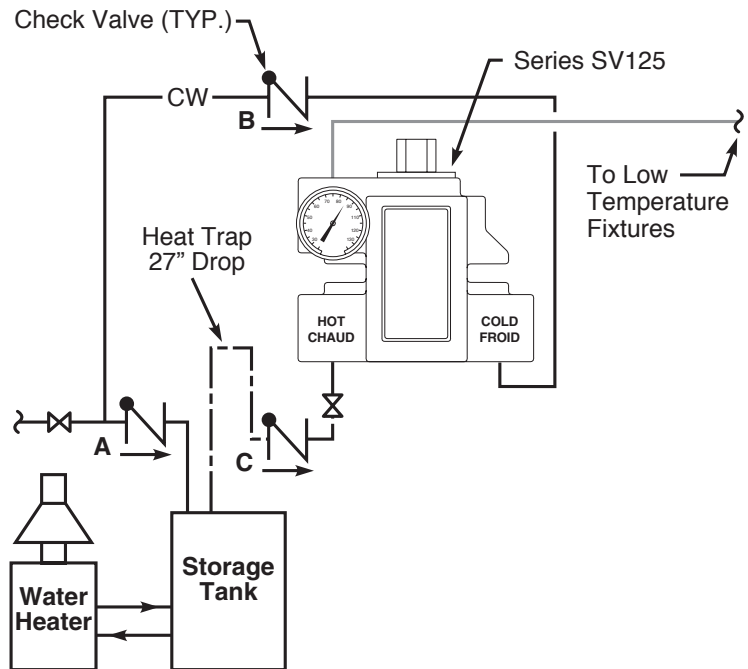 Check Valve (TYP.)
Series SV125
CW
B
To Low
Temperature
Fixtures
Heat Trap
27” Drop
HOT
CHAUD
COLD
FROID
A
C
Storage
Tank
Water
Heater